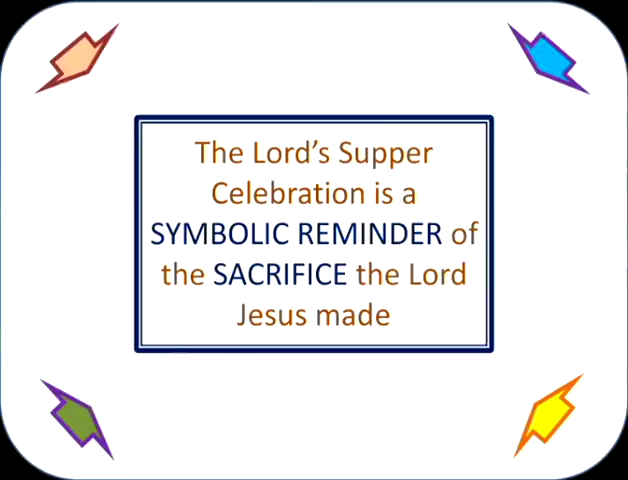 The Lord’s Supper
Celebration is a
SYMBOLIC REMINDER of
the SACRIFICE the Lord
Jesus made